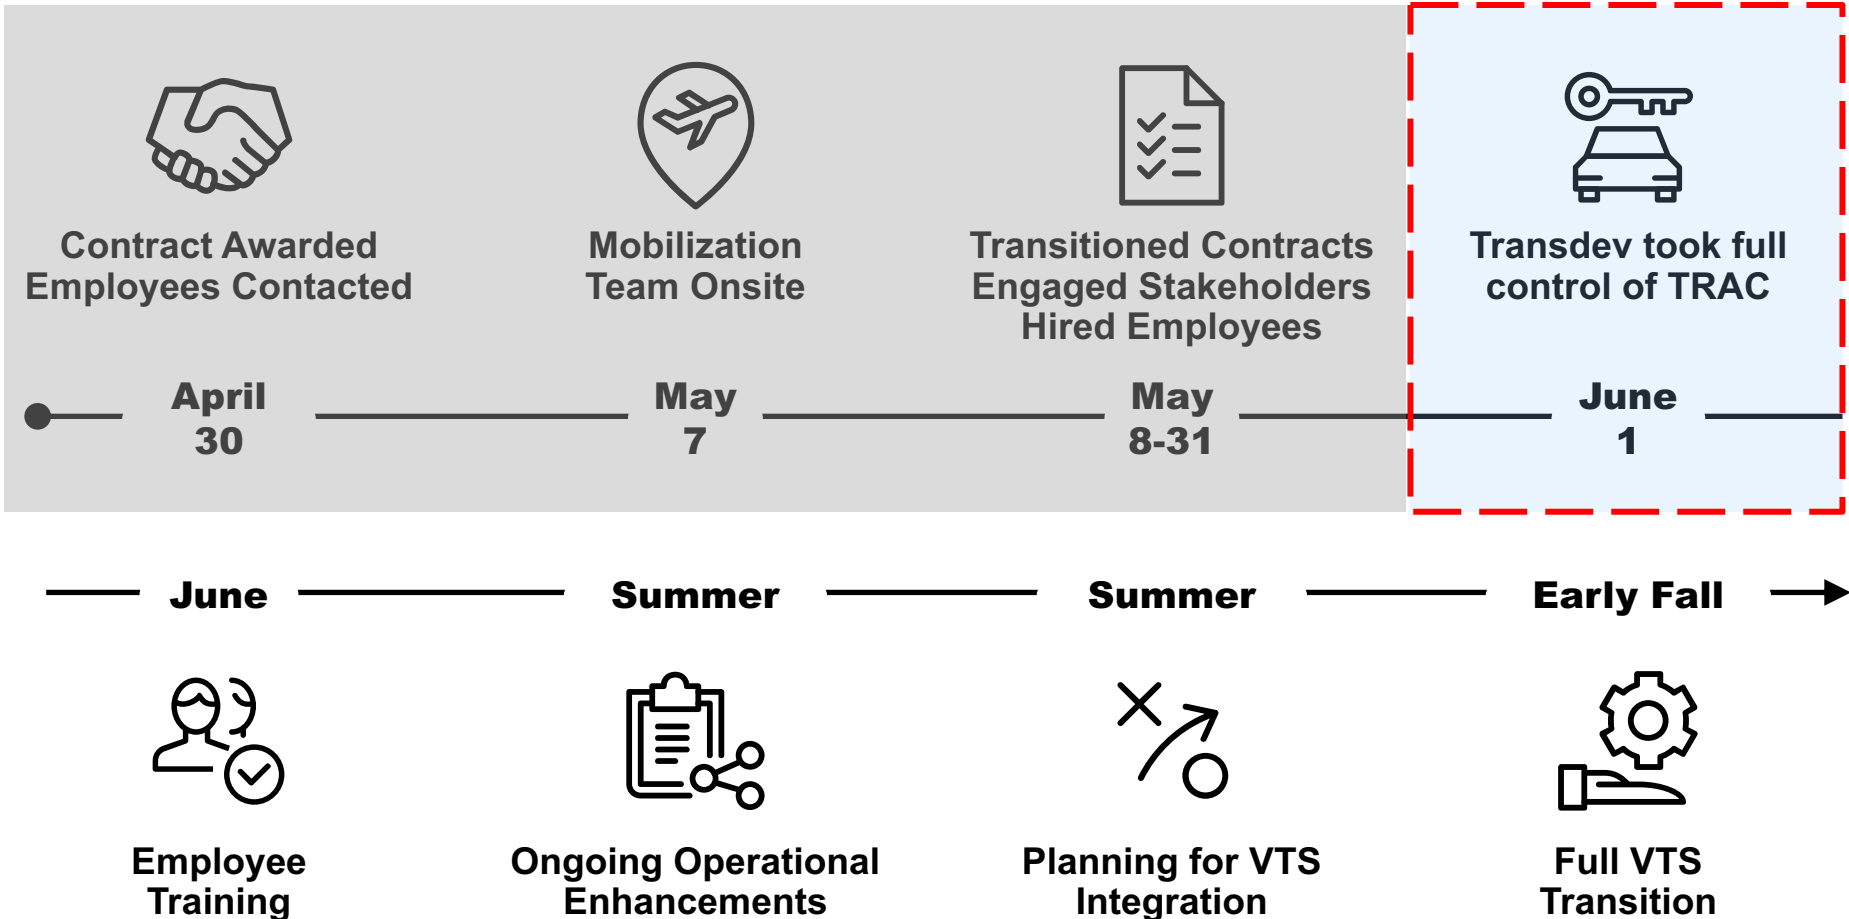 Contract Awarded
Employees Contacted
Mobilization
Team Onsite
Transitioned Contracts
Engaged Stakeholders
Hired Employees
Transdev took full
control of TRAC
April
30
May
7
May
8-31
June
1
June
Summer
Summer
Early Fall
Employee
Training
Ongoing Operational
Enhancements
Planning for VTS
Integration
Full VTS
Transition